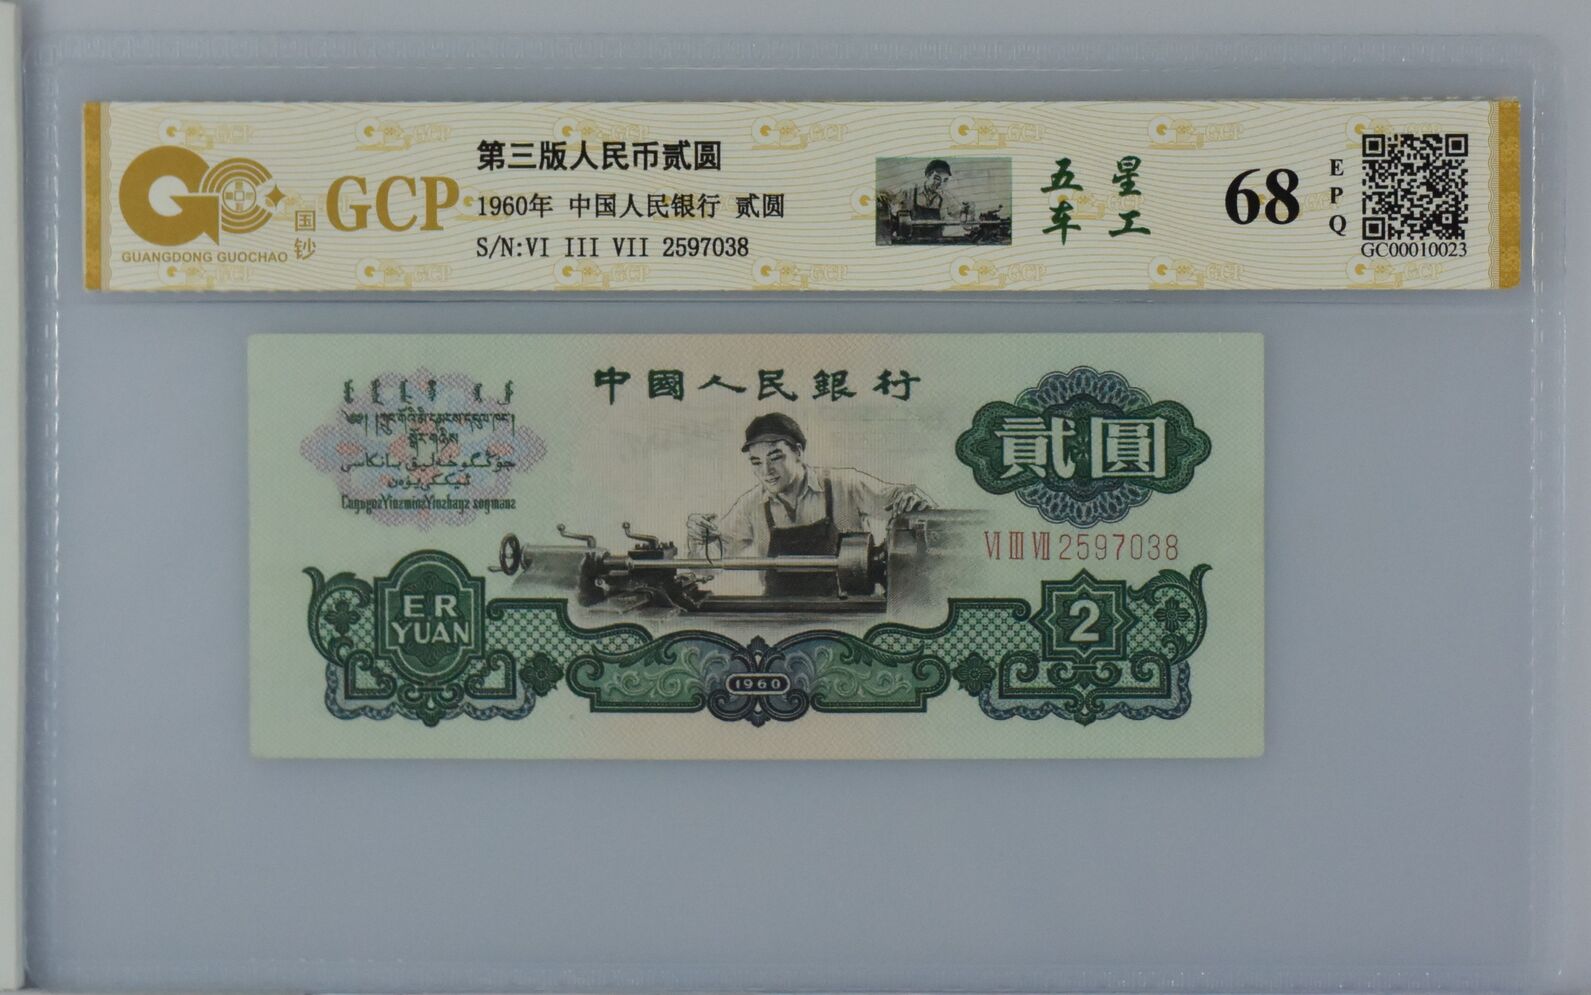 GCP
GUANGDONG GUOCHAO
国钞
第三版人民币贰圆
1960年 中国人民银行 贰圆
S/N:VI III VII 2597038
五星
车工
68
EPQ
GC00010023
中國人民銀行
貳圓
VI III VII 2597038
ER
YUAN
2
1960